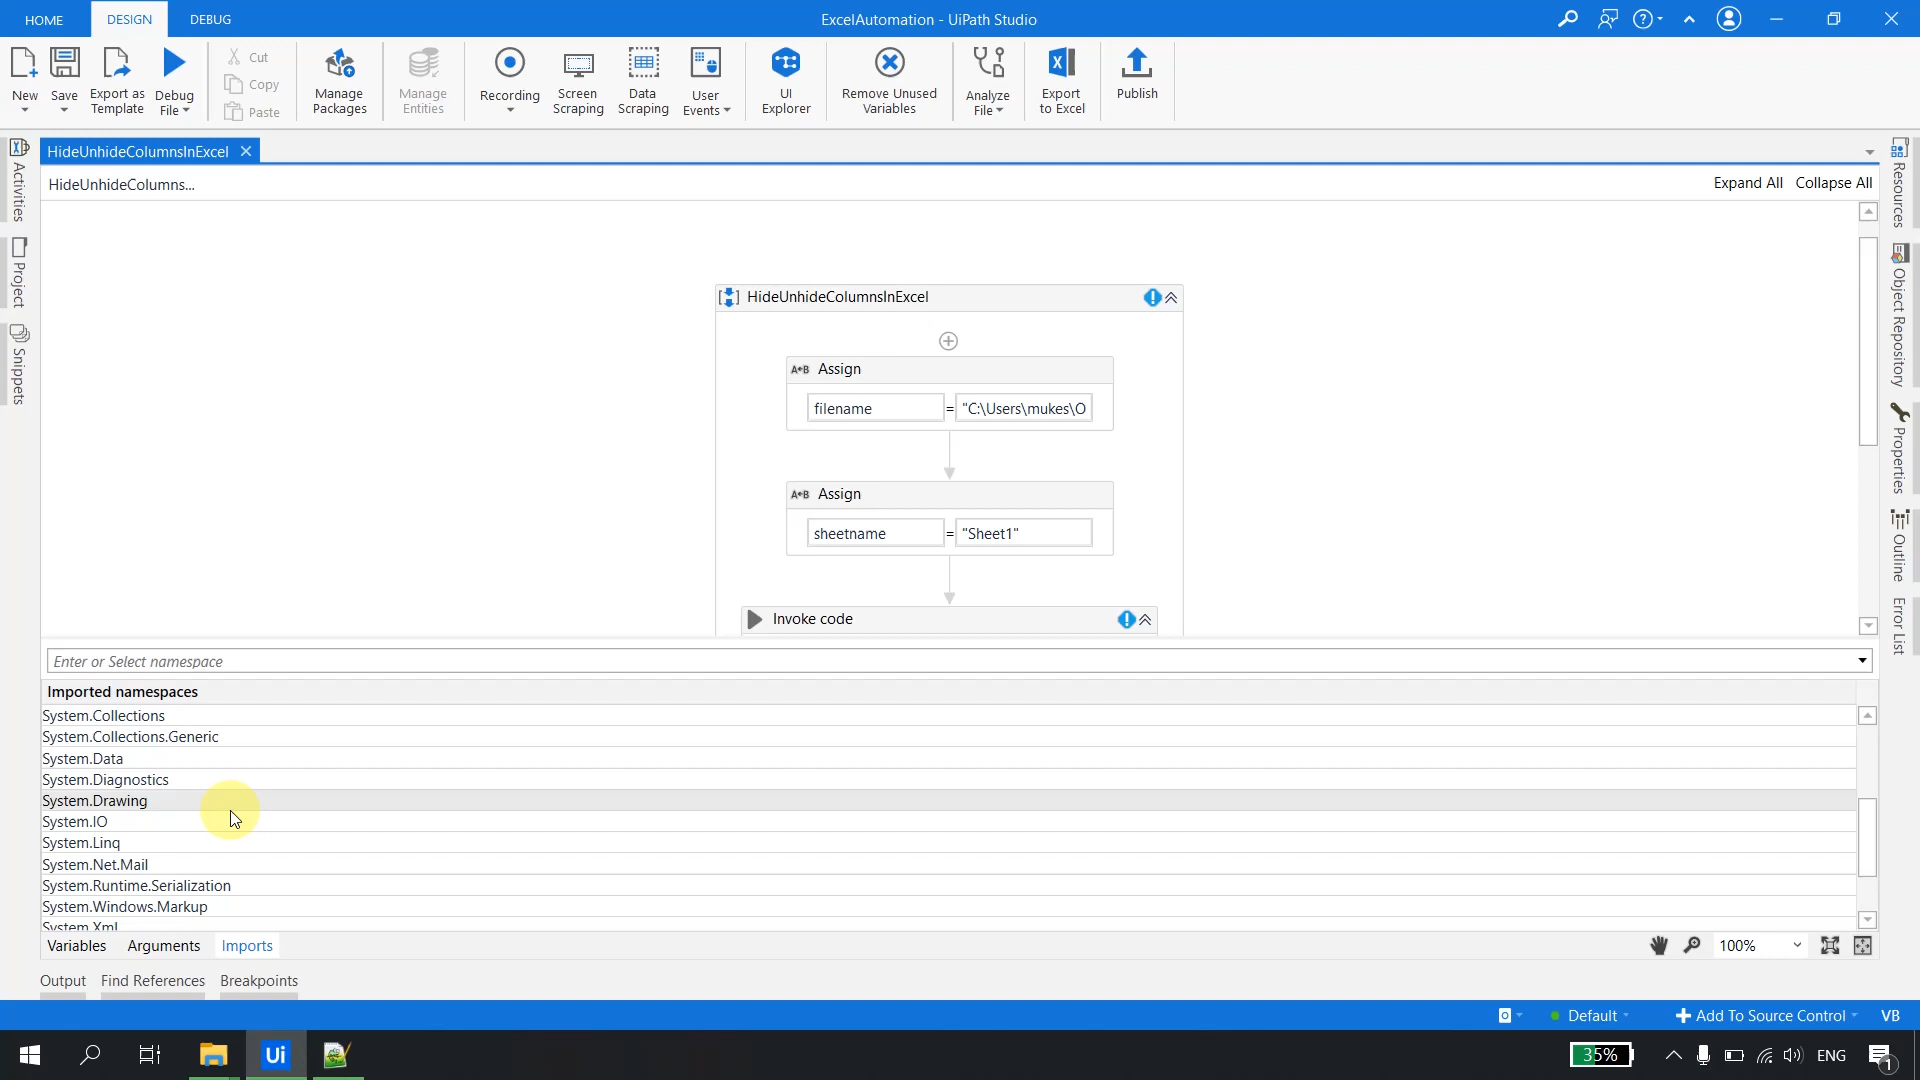 HOME DESIGN DEBUG ExcelAutomation - UiPath Studio
New Save Export as Template Debug File Cut Copy Paste Manage Packages Manage Entities Recording Screen Scraping Data Scraping User Events UI Explorer Remove Unused Variables Analyze File Export to Excel Publish
HideUnhideColumnsInExcel
HideUnhideColumns... Expand All Collapse All
Activities
Project
Snippets
Resources
Object Repository
Properties
Outline
Error List
HideUnhideColumnsInExcel
A+B Assign
filename = "C:\Users\mukes\O
A+B Assign
sheetname = "Sheet1"
Invoke code
Enter or Select namespace
Imported namespaces
System.Collections
System.Collections.Generic
System.Data
System.Diagnostics
System.Drawing
System.IO
System.Linq
System.Net.Mail
System.Runtime.Serialization
System.Windows.Markup
System.Xml
Variables Arguments Imports 100%
Output Find References Breakpoints
Default Add To Source Control VB
Ui 35% ENG 1